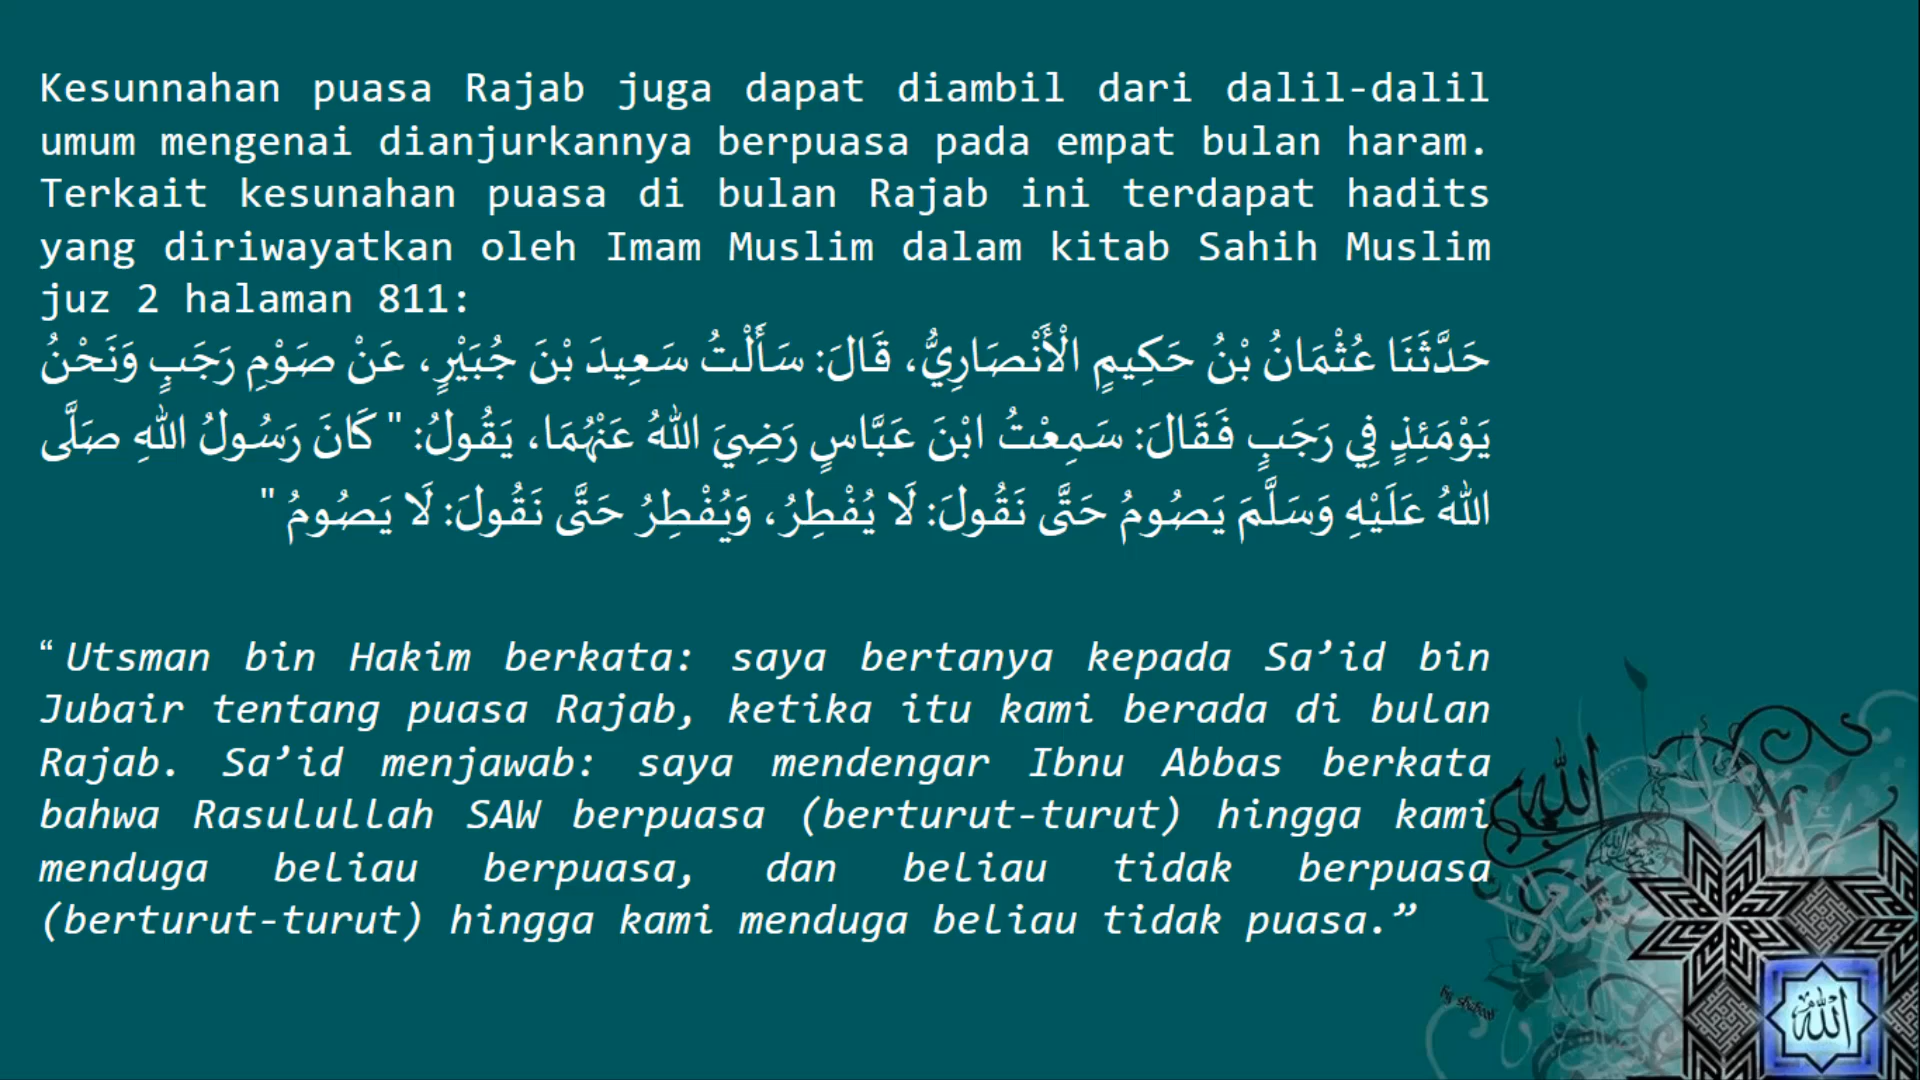 Kesunnahan puasa Rajab juga dapat diambil dari dalil-dalil
umum mengenai dianjurkannya berpuasa pada empat bulan haram.
Terkait kesunahan puasa di bulan Rajab ini terdapat hadits
yang diriwayatkan oleh Imam Muslim dalam kitab Sahih Muslim
juz 2 halaman 811:
حَدَّثَنَا عُثْمَانُ بْنُ حَكِيمٍ الْأَنْصَارِيُّ، قَالَ: سَأَلْتُ سَعِيدَ بْنَ جُبَيْرٍ، عَنْ صَوْمِ رَجَبٍ وَنَحْنُ
يَوْمَئِذٍ فِي رَجَبٍ فَقَالَ: سَمِعْتُ ابْنَ عَبَّاسٍ رَضِيَ اللهُ عَنْهُمَا، يَقُولُ: " كَانَ رَسُولُ اللهِ صَلَّى
اللهُ عَلَيْهِ وَسَلَّمَ يَصُومُ حَتَّى نَقُولَ: لَا يُفْطِرُ، وَيُفْطِرُ حَتَّى نَقُولَ: لَا يَصُومُ "
“Utsman bin Hakim berkata: saya bertanya kepada Sa’id bin
Jubair tentang puasa Rajab, ketika itu kami berada di bulan
Rajab. Sa’id menjawab: saya mendengar Ibnu Abbas berkata
bahwa Rasulullah SAW berpuasa (berturut-turut) hingga kami
menduga beliau berpuasa, dan beliau tidak berpuasa
(berturut-turut) hingga kami menduga beliau tidak puasa.”
الله
الله